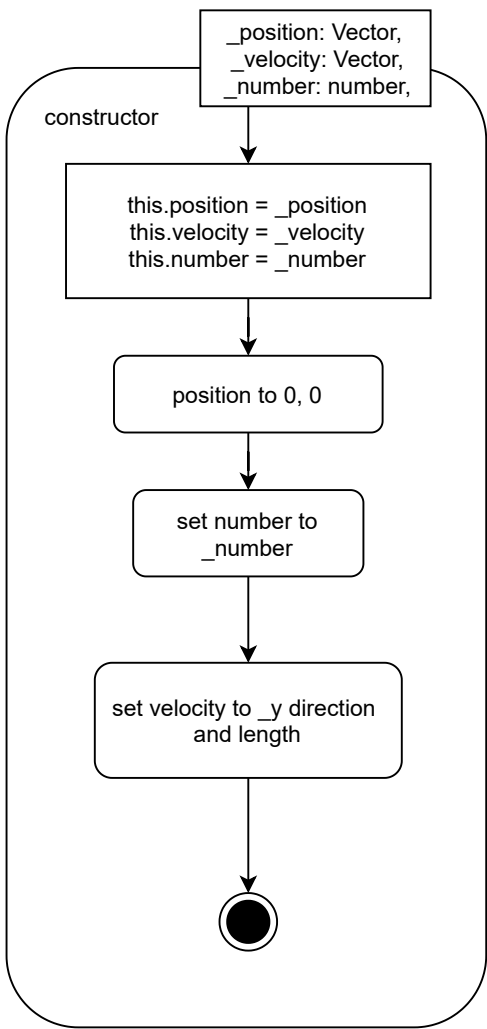 _position: Vector,
_velocity: Vector,
_number: number,
constructor
this.position = _position
this.velocity = _velocity
this.number = _number
position to 0, 0
set number to
_number
set velocity to _y direction
and length